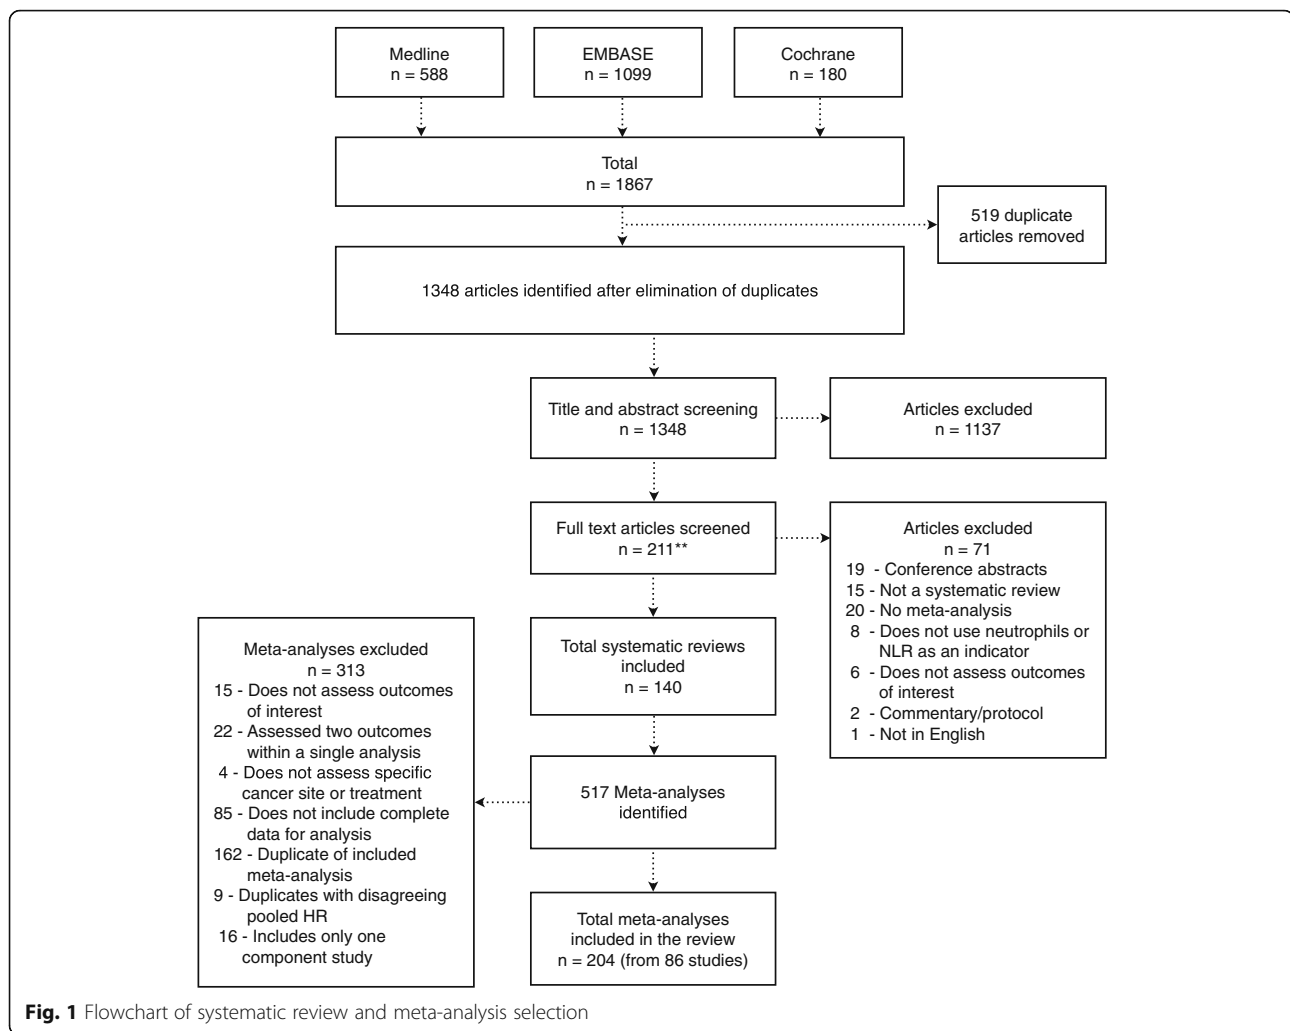 Medline
n = 588
EMBASE
n = 1099
Cochrane
n = 180
Total
n = 1867
519 duplicate
articles removed
1348 articles identified after elimination of duplicates
Title and abstract screening
n = 1348
Articles excluded
n = 1137
Full text articles screened
n = 211**
Articles excluded
n = 71
19 - Conference abstracts
15 - Not a systematic review
20 - No meta-analysis
8 - Does not use neutrophils or
NLR as an indicator
6 - Does not assess outcomes
of interest
2 - Commentary/protocol
1 - Not in English
Total systematic reviews
included
n = 140
Meta-analyses excluded
n = 313
15 - Does not assess outcomes
of interest
22 - Assessed two outcomes
within a single analysis
4 - Does not assess specific
cancer site or treatment
85 - Does not include complete
data for analysis
162 - Duplicate of included
meta-analysis
9 - Duplicates with disagreeing
pooled HR
16 - Includes only one
component study
517 Meta-analyses
identified
Total meta-analyses
included in the review
n = 204 (from 86 studies)
Fig. 1 Flowchart of systematic review and meta-analysis selection